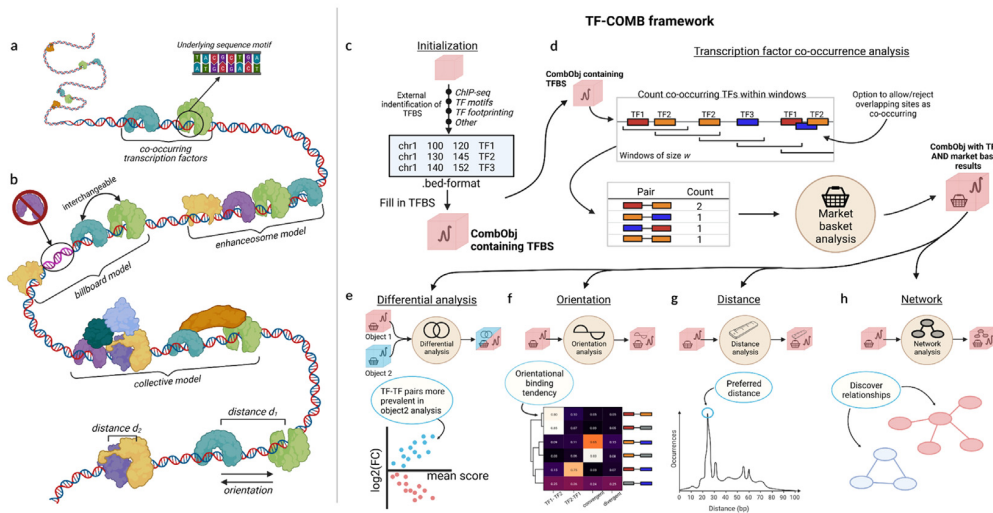 TF-COMB framework
a
Underlying sequence motif
T A C G C T G A
A T G C G A C T
co-occurring
transcription factors
b
interchangeable
billboard model
enhanceosome model
collective model
distance d₂
distance d₁
orientation
c
Initialization
External
indentification of
TFBS
ChIP-seq
TF motifs
TF footprinting
Other
chr1 100 120 TF1
chr1 130 145 TF2
chr1 140 152 TF3
.bed-format
Fill in TFBS
CombObj
containing TFBS
d
Transcription factor co-occurrence analysis
CombObj containing
TFBS
Count co-occurring TFs within windows
TF1 TF2 TF2 TF3 TF1 TF2
Windows of size w
Option to allow/reject
overlapping sites as
co-occurring
Pair Count
2
1
1
1
Market
basket
analysis
CombObj with TF
AND market bas
results
e
Differential analysis
Object 1
Object 2
Differential
analysis
TF-TF pairs more
prevalent in
object2 analysis
log2(FC)
mean score
f
Orientation
Orientation
analysis
Orientational
binding
tendency
TF1-TF2
TF2-TF1
convergent
divergent
g
Distance
Distance
analysis
Preferred
distance
Occurrences
0 10 20 30 40 50 60 70 80 90 100
Distance (bp)
h
Network
Network
analysis
Discover
relationships